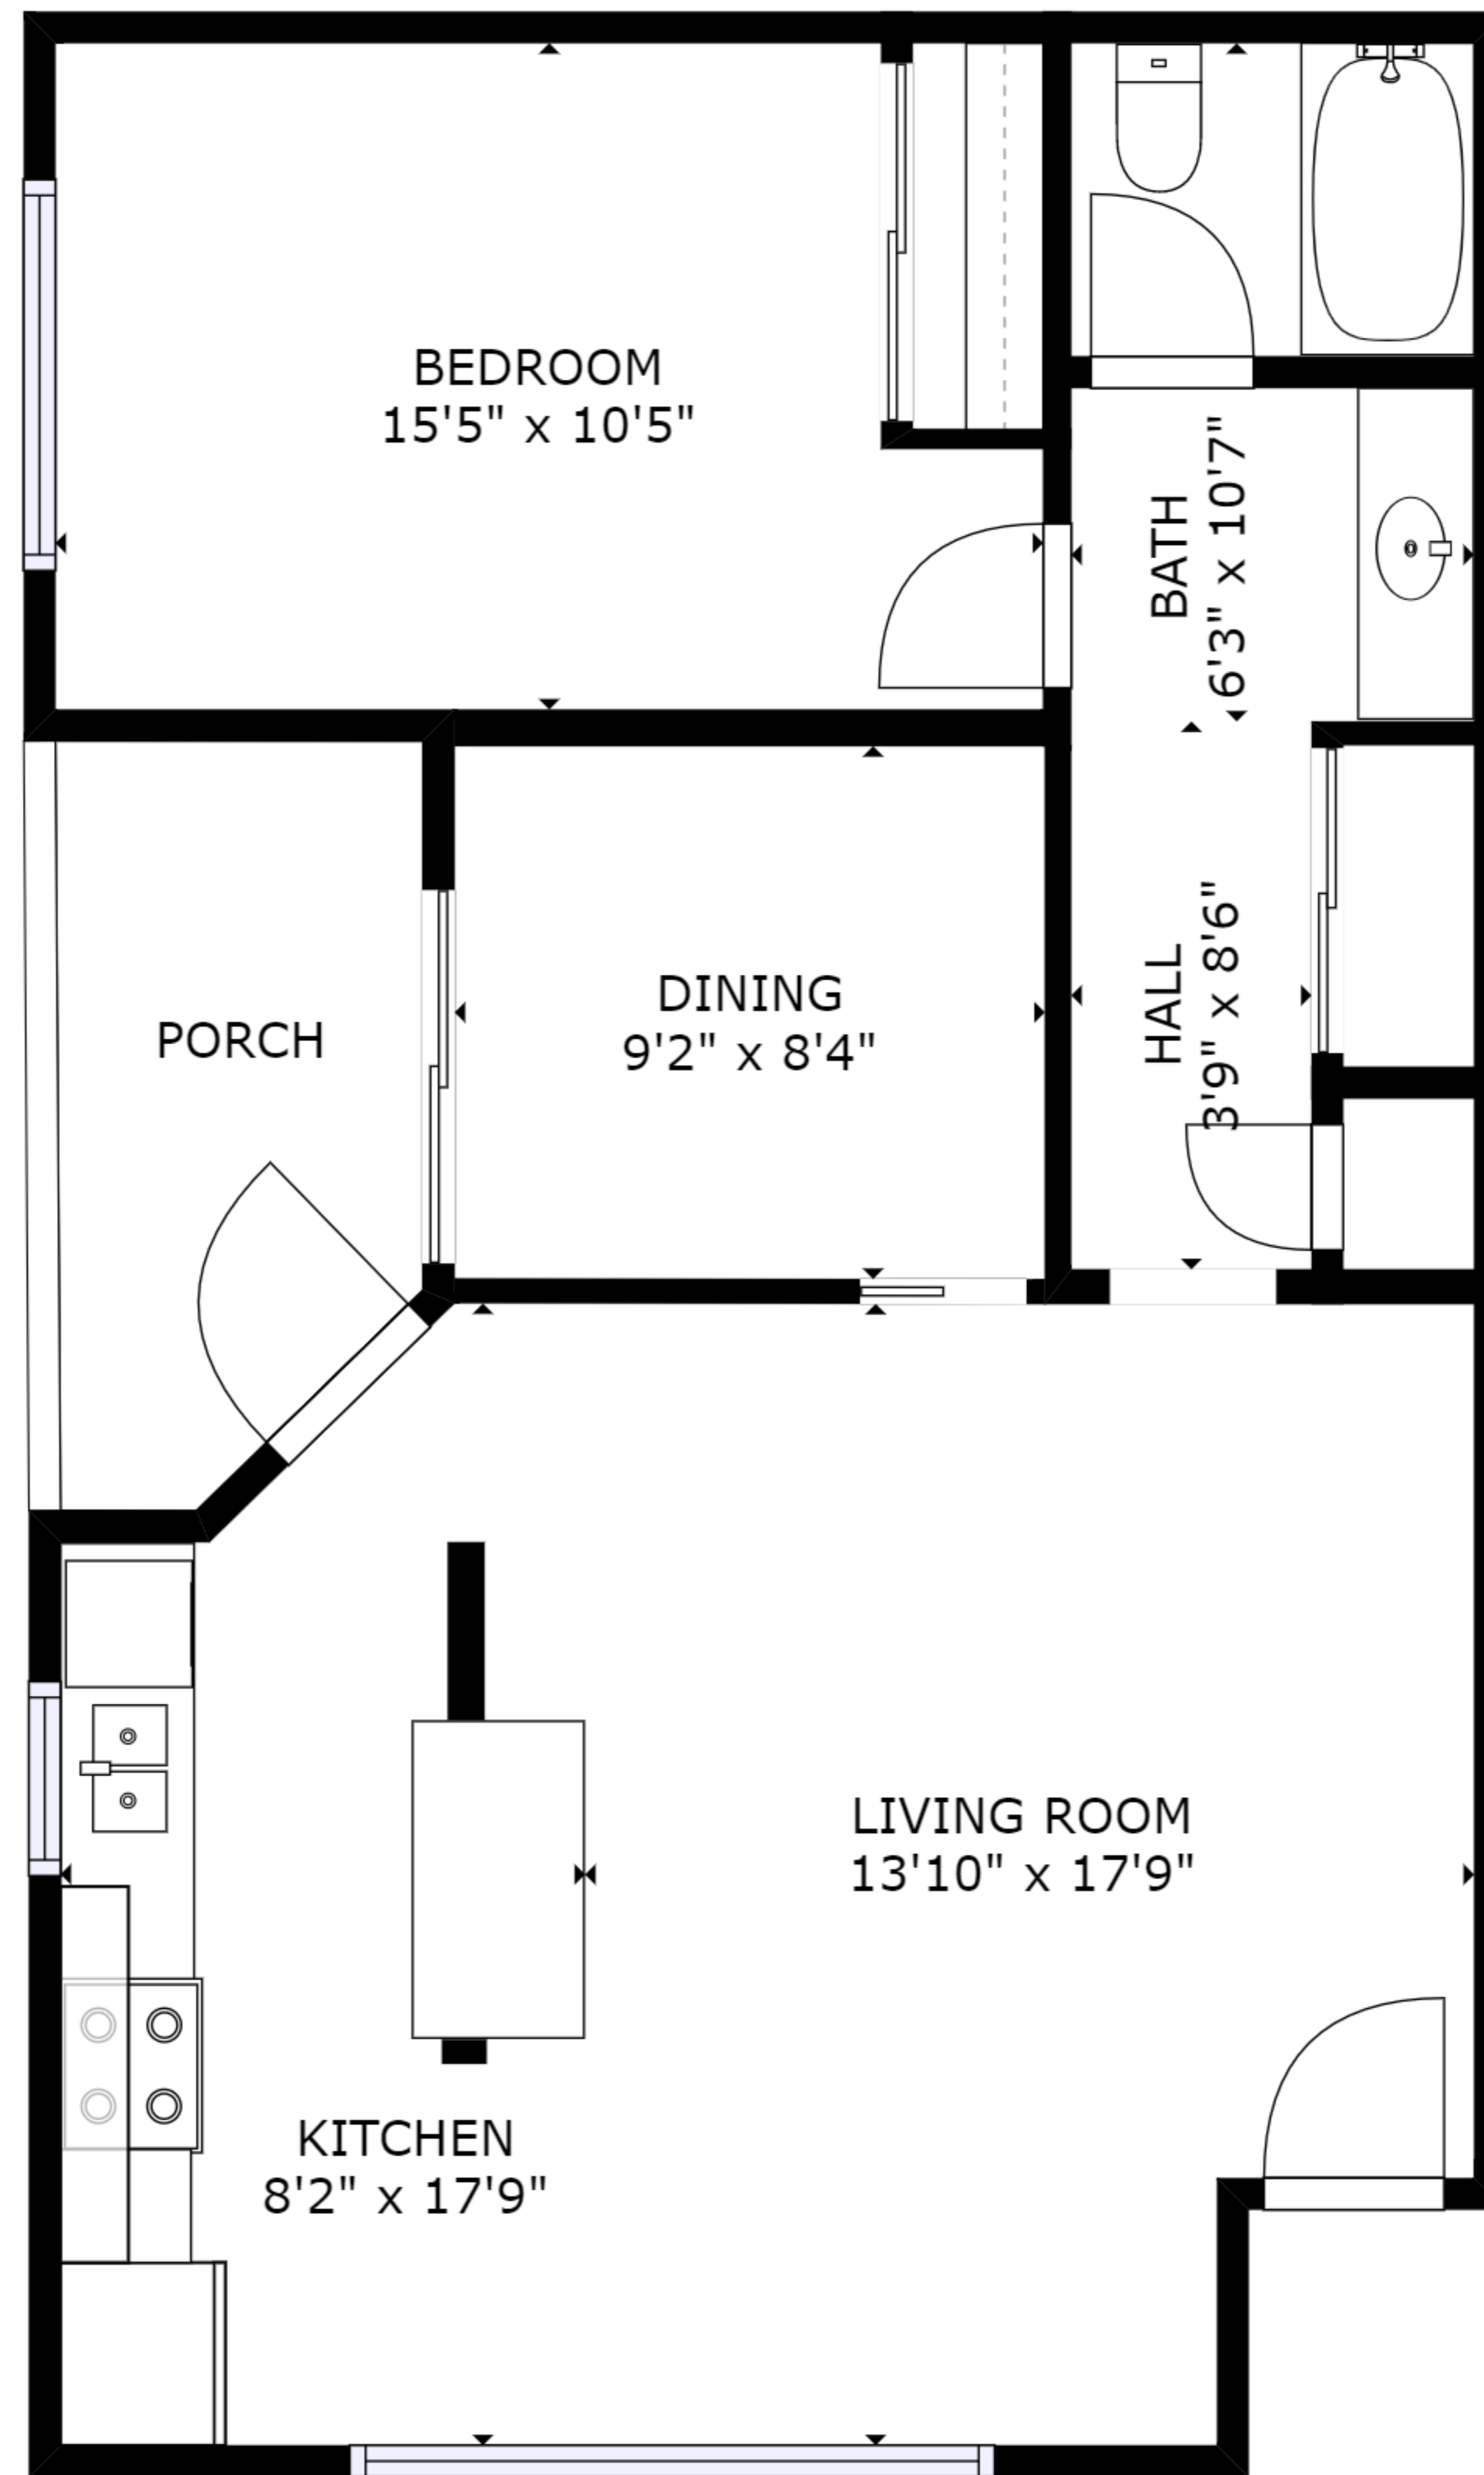 BEDROOM
15'5" x 10'5"
BATH
6'3" x 10'7"
PORCH
DINING
9'2" x 8'4"
HALL
3'9" x 8'6"
LIVING ROOM
13'10" x 17'9"
KITCHEN
8'2" x 17'9"